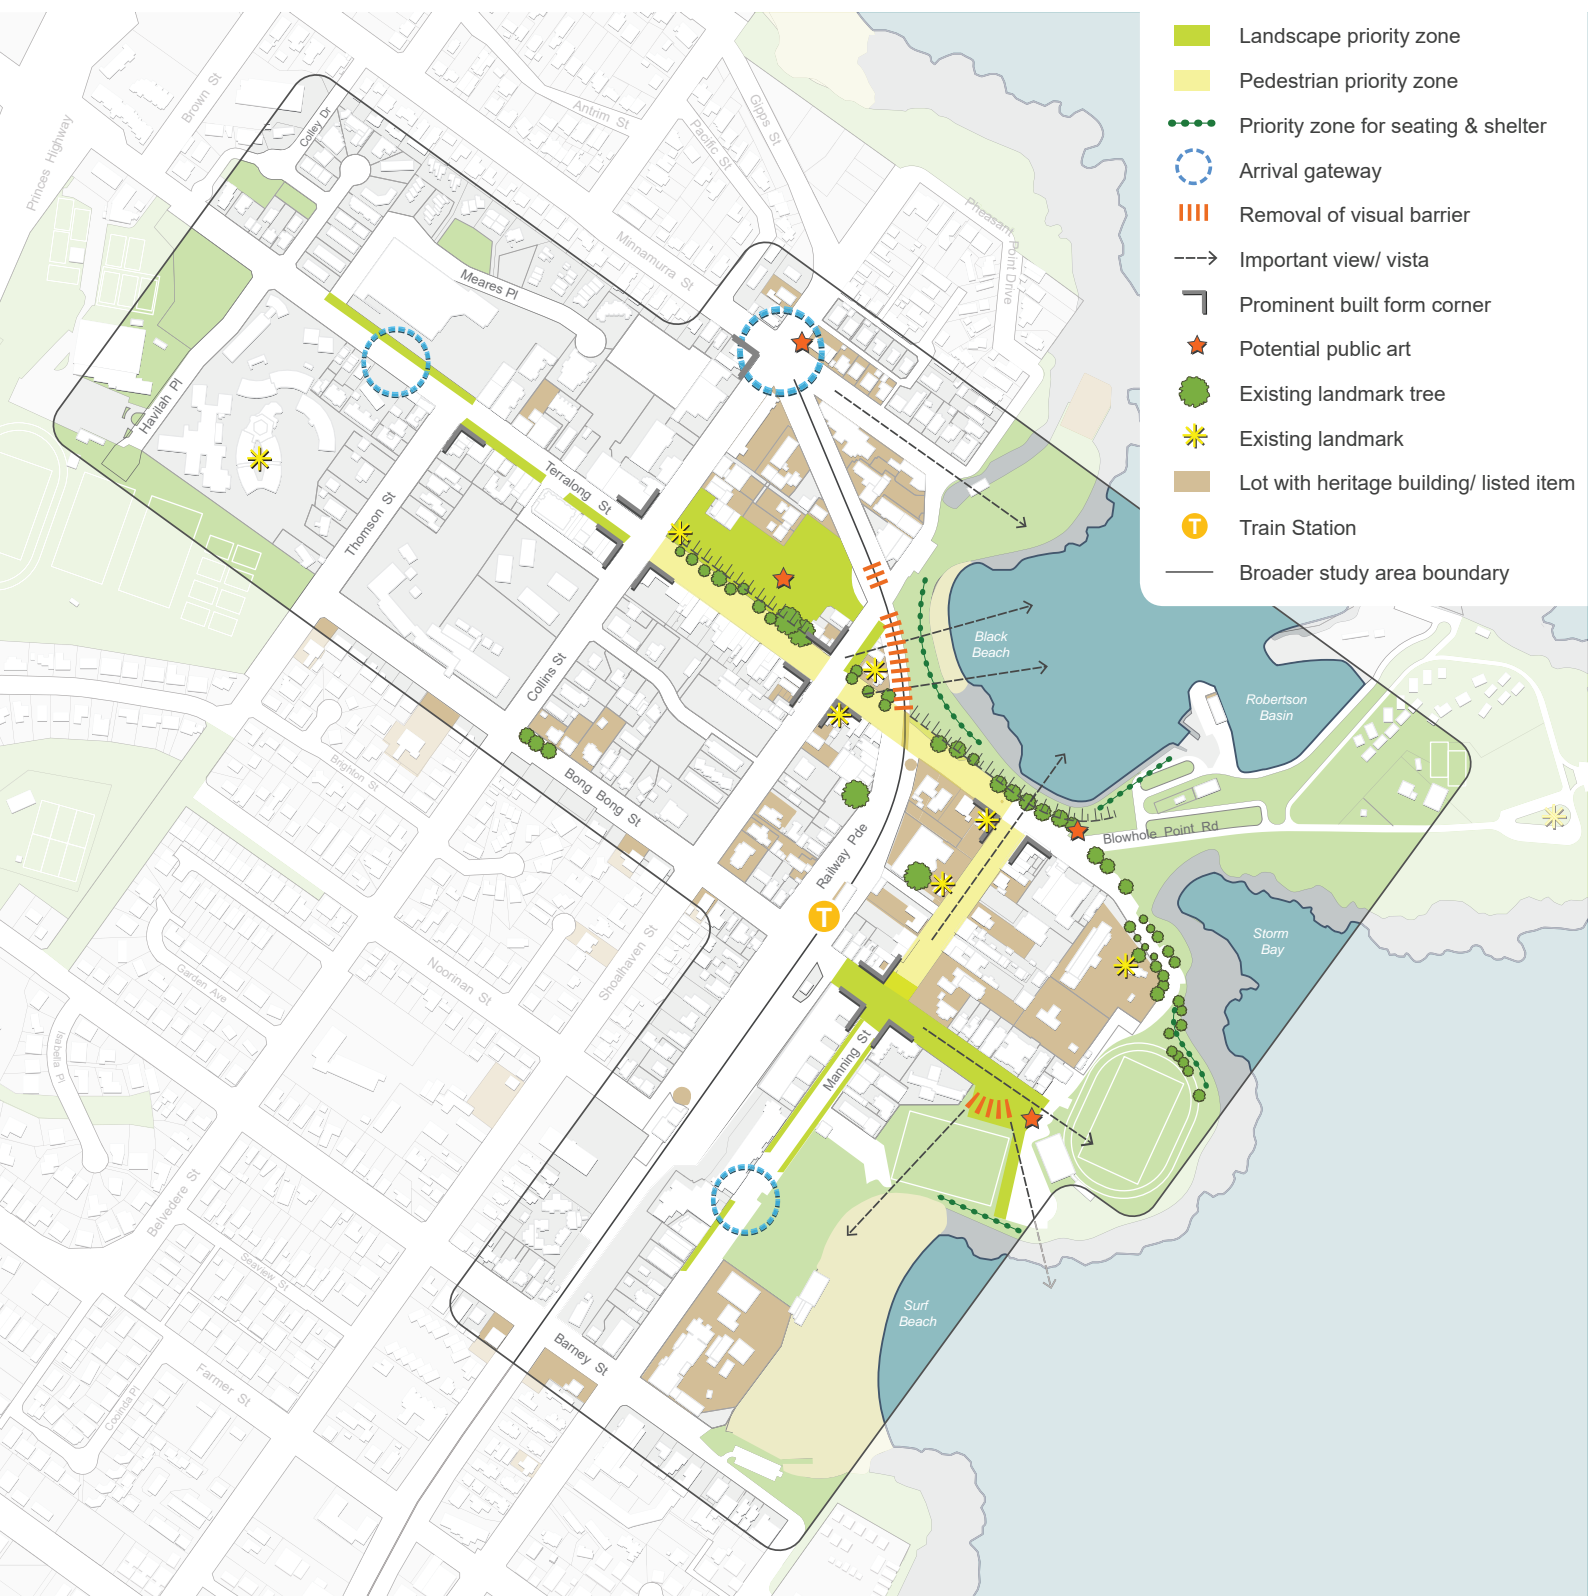 Landscape priority zone
Pedestrian priority zone
Priority zone for seating & shelter
Arrival gateway
Removal of visual barrier
Important view/ vista
Prominent built form corner
Potential public art
Existing landmark tree
Existing landmark
Lot with heritage building/ listed item
T
Train Station
Broader study area boundary
Princes Highway
Brown St
Colley Dr
Antrim St
Pacific St
Gipps St
Pheasant Point Drive
Minnamurra St
Meares Pl
Havilah Pl
Thomson St
Terralong St
Collins St
Black
Beach
Robertson
Basin
Brighton St
Bong Bong St
Railway Pde
Blowhole Point Rd
T
Storm
Bay
Shoalhaven St
Noorinan St
Garden Ave
Isabella Pl
Manning St
Belvedere St
Seaview St
Surf
Beach
Barney St
Farmer St
Coorinda Pl